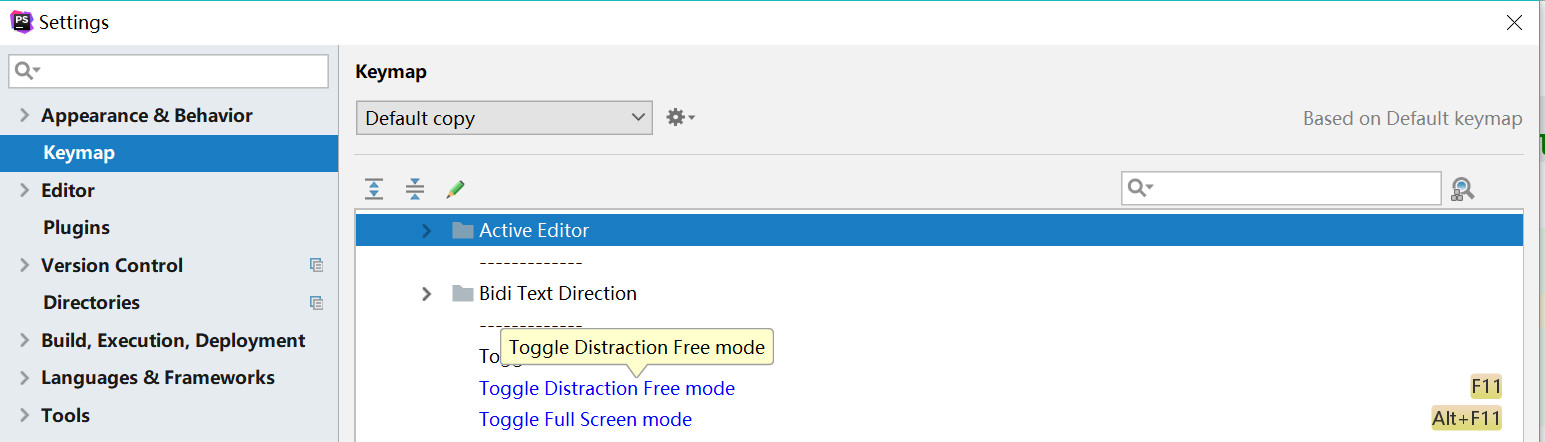 PS
Settings
Appearance & Behavior
Keymap
Editor
Plugins
Version Control
Directories
Build, Execution, Deployment
Languages & Frameworks
Tools
Keymap
Default copy
Based on Default keymap
Active Editor
-------------
Bidi Text Direction
-------------
Toggle Distraction Free mode
Toggle Distraction Free mode F11
Toggle Full Screen mode Alt+F11